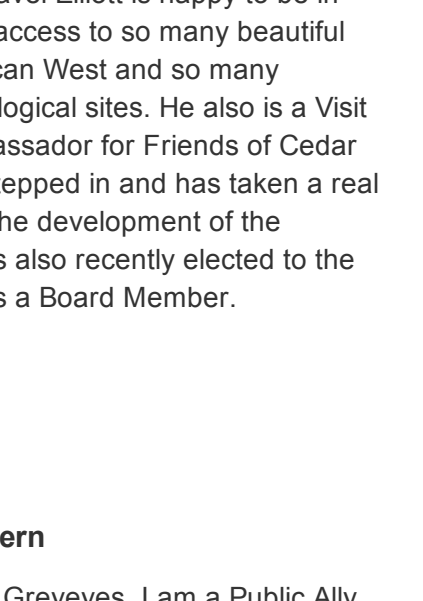 avel Elliott is happy to be in
access to so many beautiful
can West and so many
logical sites. He also is a Visit
assador for Friends of Cedar
tepped in and has taken a real
he development of the
s also recently elected to the
s a Board Member.
ern
Greyeyes. I am a Public Ally